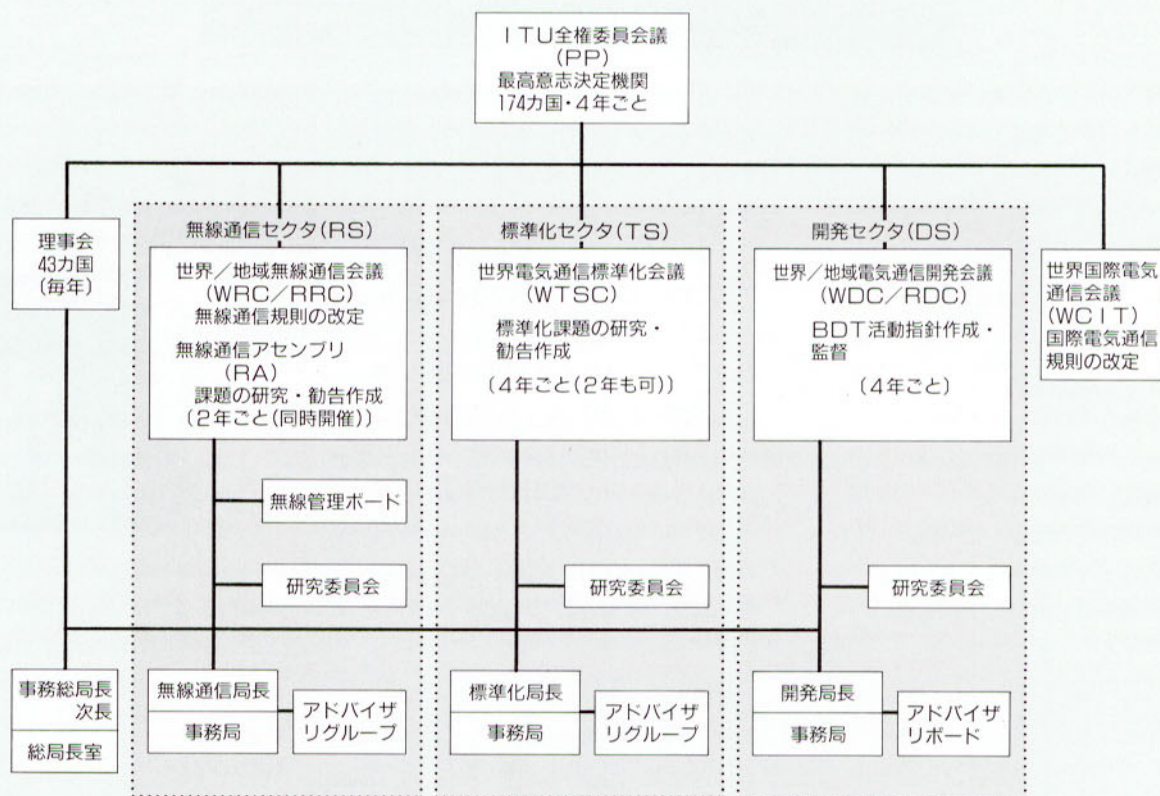 ITU全権委員会議
(PP)
最高意志決定機関
174カ国・4年ごと
理事会
43カ国
〔毎年〕
無線通信セクタ(RS)
世界／地域無線通信会議
(WRC／RRC)
無線通信規則の改定
無線通信アセンブリ
(RA)
課題の研究・勧告作成
〔2年ごと(同時開催)〕
無線管理ボード
研究委員会
標準化セクタ(TS)
世界電気通信標準化会議
(WTSC)
標準化課題の研究・
勧告作成
〔4年ごと(2年も可)〕
研究委員会
開発セクタ(DS)
世界／地域電気通信開発会議
(WDC／RDC)
BDT活動指針作成・
監督
〔4年ごと〕
研究委員会
世界国際電気
通信会議
(WCIT)
国際電気通信
規則の改定
事務総局長
次長
総局長室
無線通信局長
事務局
アドバイザ
リグループ
標準化局長
事務局
アドバイザ
リグループ
開発局長
事務局
アドバイザ
リボード